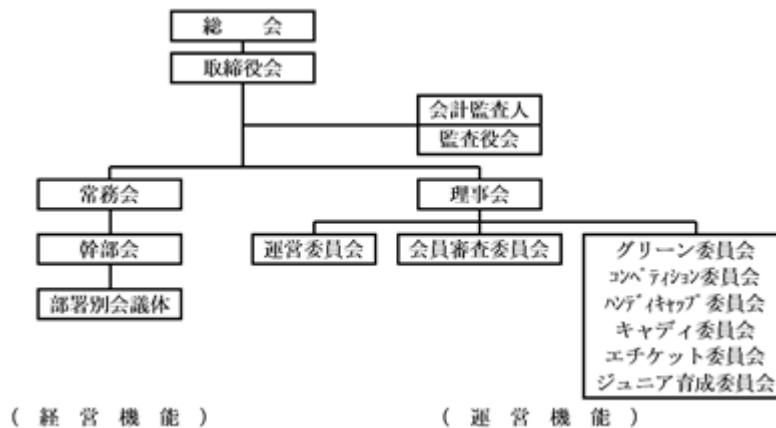 総　会
取締役会
会計監査人
監査役会
常務会
理事会
幹部会
運営委員会
会員審査委員会
部署別会議体
グリーン委員会
ｺﾝﾍﾟﾃｨｼｮﾝ委員会
ﾊﾝﾃﾞｨｷｬｯﾌﾟ委員会
キャディ委員会
エチケット委員会
ジュニア育成委員会
（ 経 営 機 能 ）
（ 運 営 機 能 ）